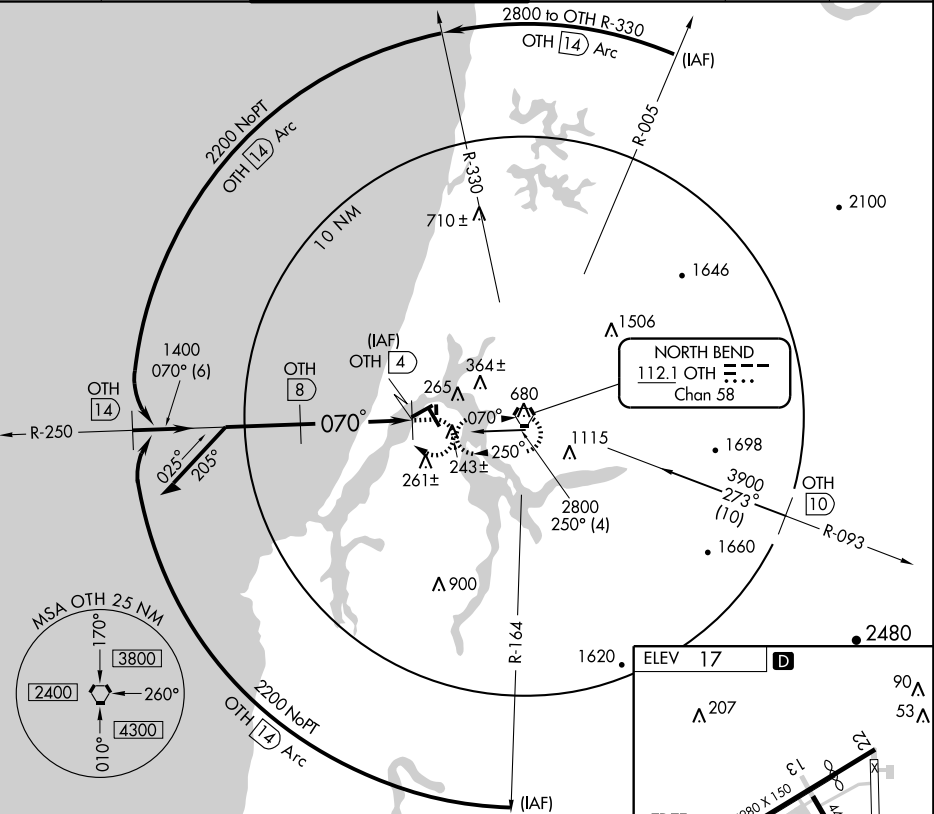 2800 to OTH R-330
OTH 14 Arc
(IAF)
2200 NoPT
OTH 14 Arc
R-330
R-005
2100
10 NM
710 ±
1646
1506
NORTH BEND
112.1 OTH
Chan 58
(IAF)
OTH 4
364 ±
265
680
1400
070° (6)
OTH
14
OTH
8
070°
070°
250°
R-250
025°
205°
261±
243±
1115
1698
3900
273°
(10)
OTH
10
R-093
2800
250° (4)
1660
900
R-164
1620
2480
MSA OTH 25 NM
170°
3800
2400
260°
4300
010°
2200 NoPT
OTH 14 Arc
(IAF)
ELEV 17
D
207
90
53
22
13
X
280 X 150